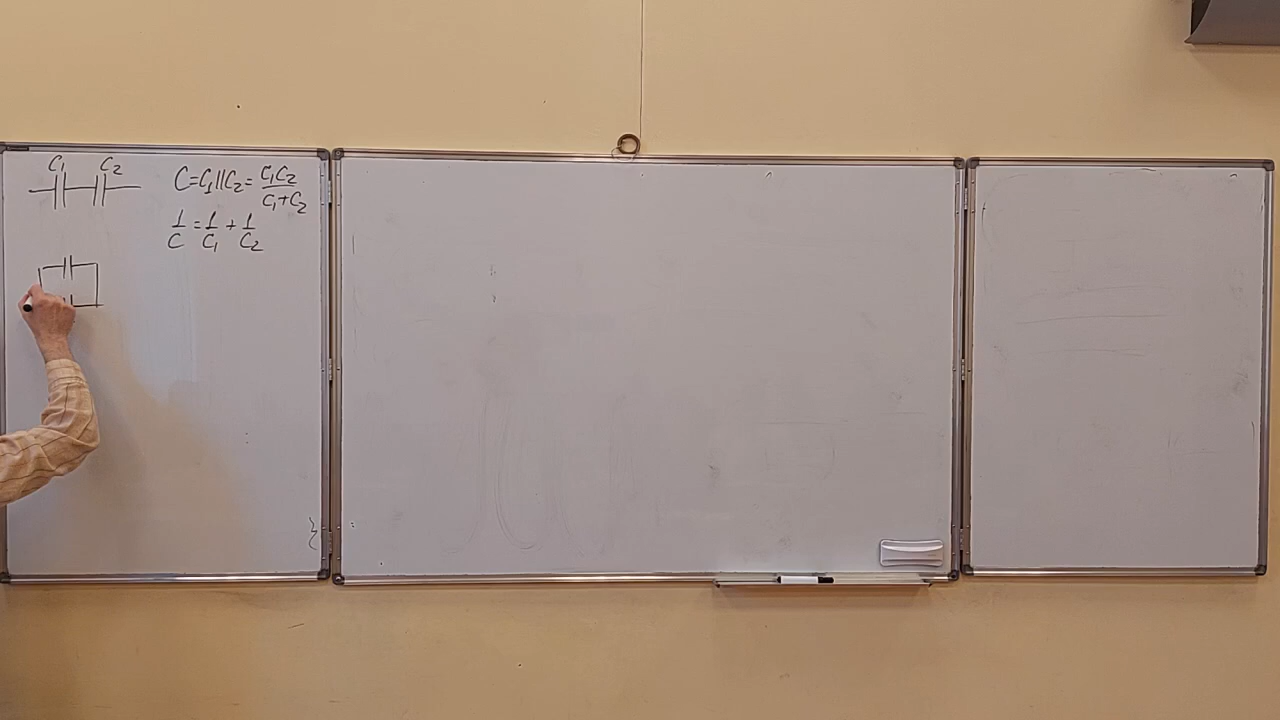 C₁ C₂
C=C₁||C₂= C₁C₂/C₁+C₂
1/C = 1/C₁ + 1/C₂